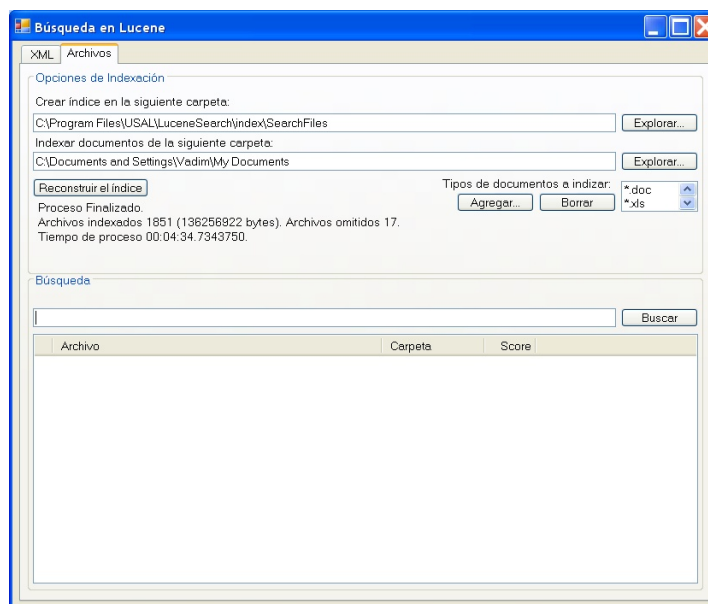 Búsqueda en Lucene
XML Archivos
Opciones de Indexación
Crear índice en la siguiente carpeta:
C:\Program Files\USAL\LuceneSearch\index\SearchFiles Explorar...
Indexar documentos de la siguiente carpeta:
C:\Documents and Settings\Vadim\My Documents Explorar...
Reconstruir el índice Tipos de documentos a indizar: *.doc
Proceso Finalizado. Agregar... Borrar *.xls
Archivos indexados 1851 (136256922 bytes). Archivos omitidos 17.
Tiempo de proceso 00:04:34.7343750.
Búsqueda
Buscar
Archivo Carpeta Score